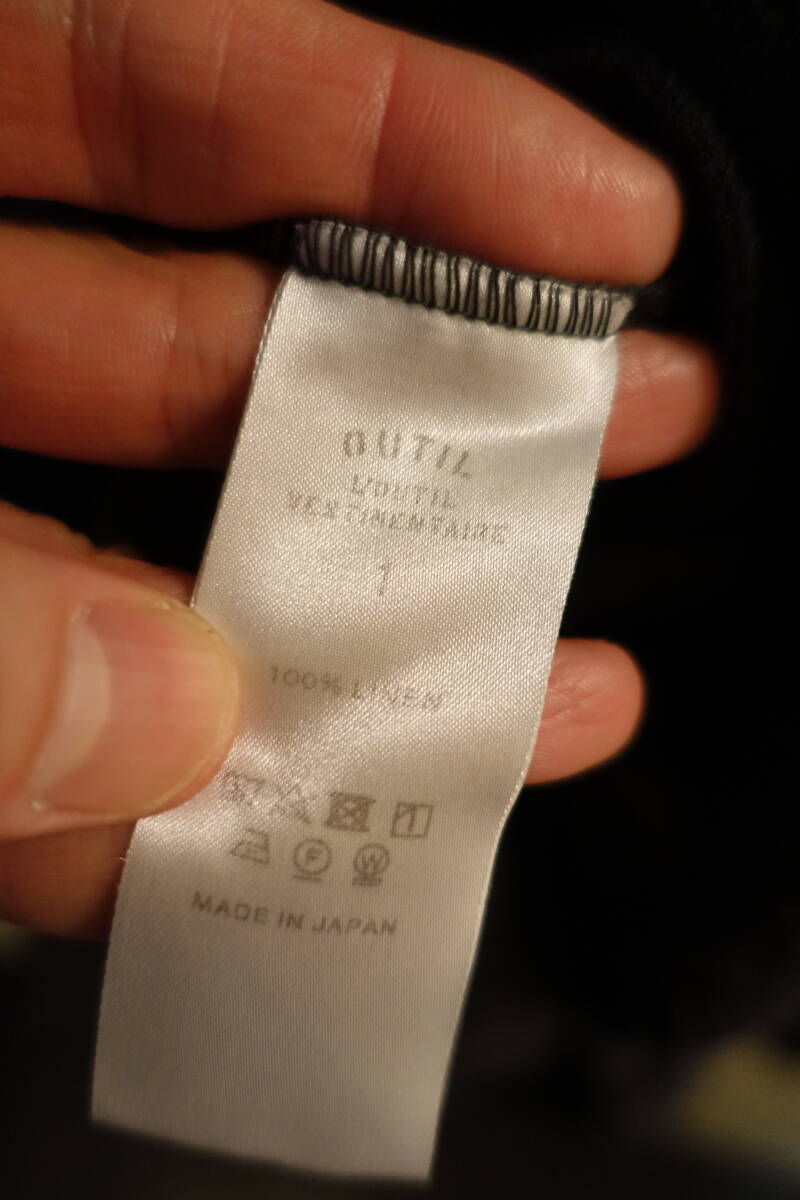 OUTIL
L'OUTIL
VESTIMENTAIRE
1
100% LINEN
F W
MADE IN JAPAN